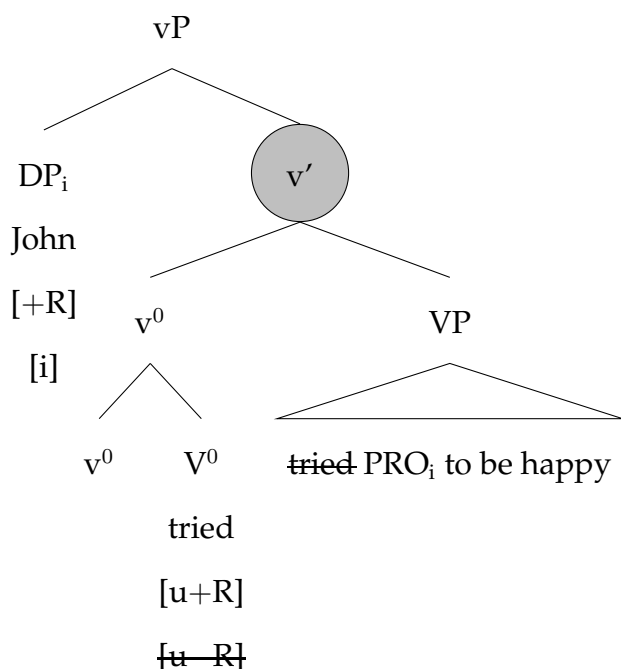 vP
DPi v′
John
[+R] v0 VP
[i]
v0 V0 tried PROi to be happy
tried
[u+R]
[u-R]